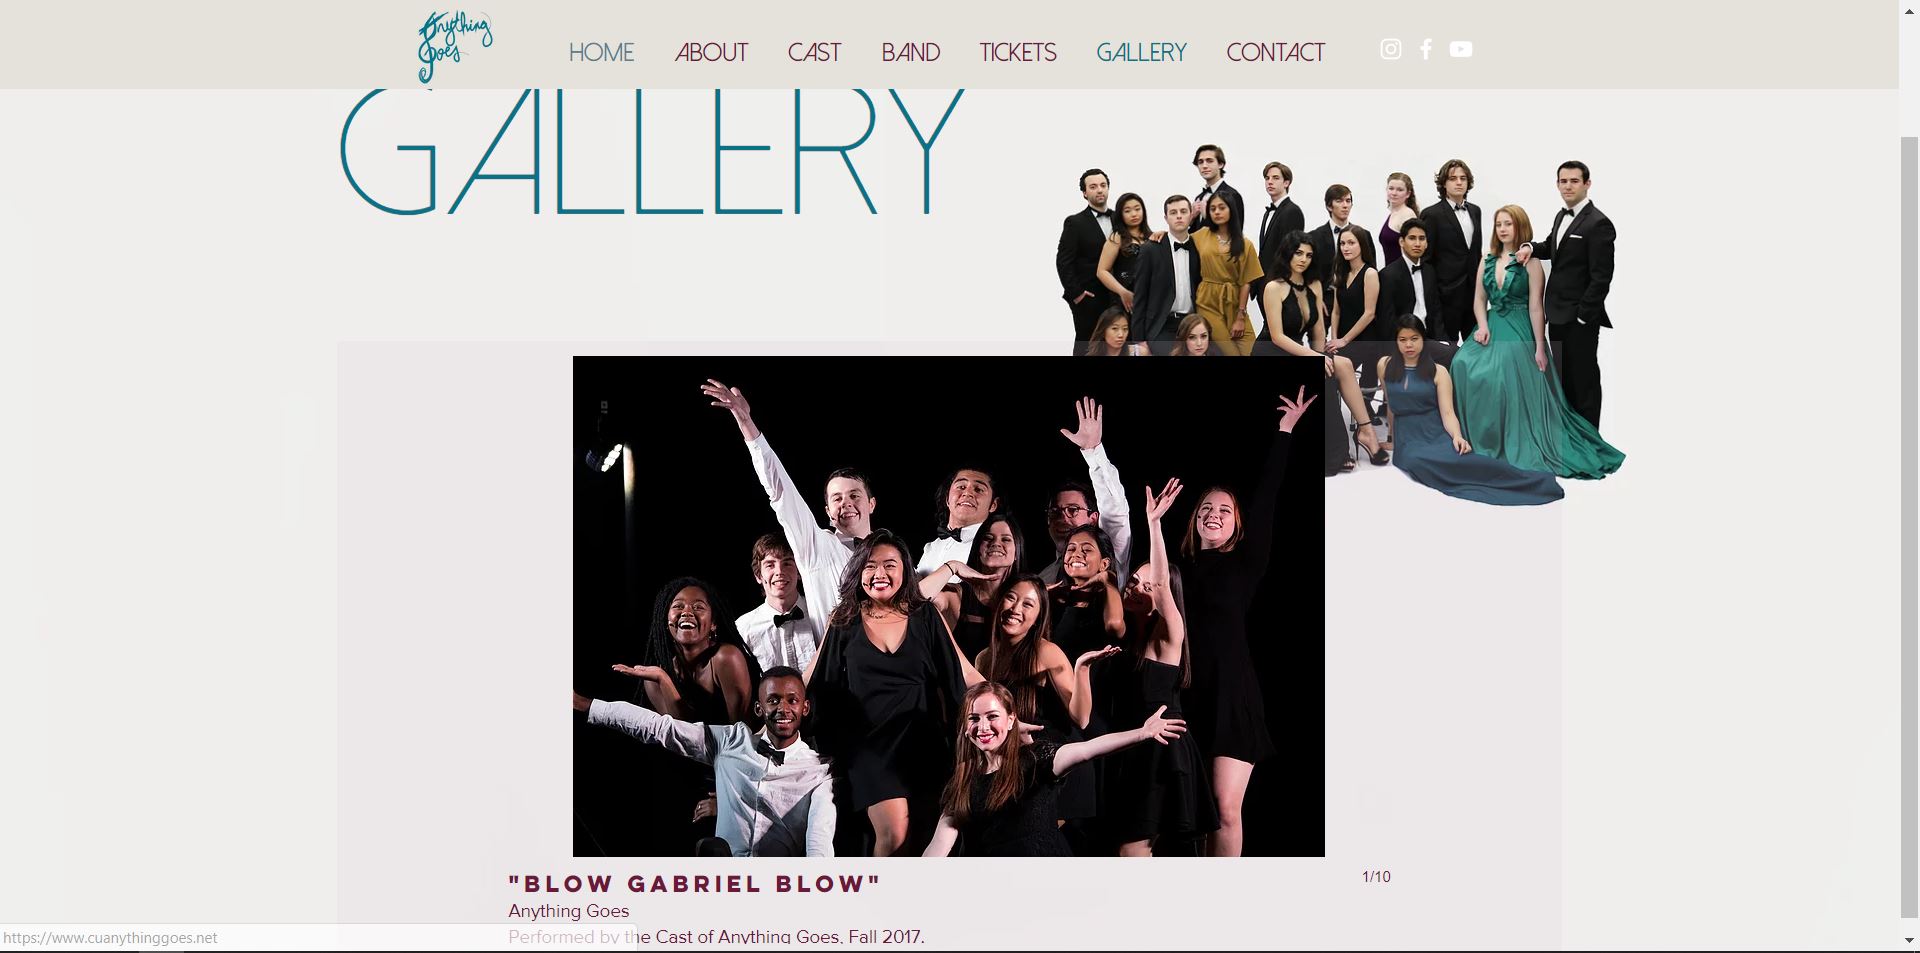 Anything
Goes
HOME ABOUT CAST BAND TICKETS GALLERY CONTACT
GALLERY
"BLOW GABRIEL BLOW"
1/10
Anything Goes
Performed by the Cast of Anything Goes, Fall 2017.
https://www.cuanythinggoes.net